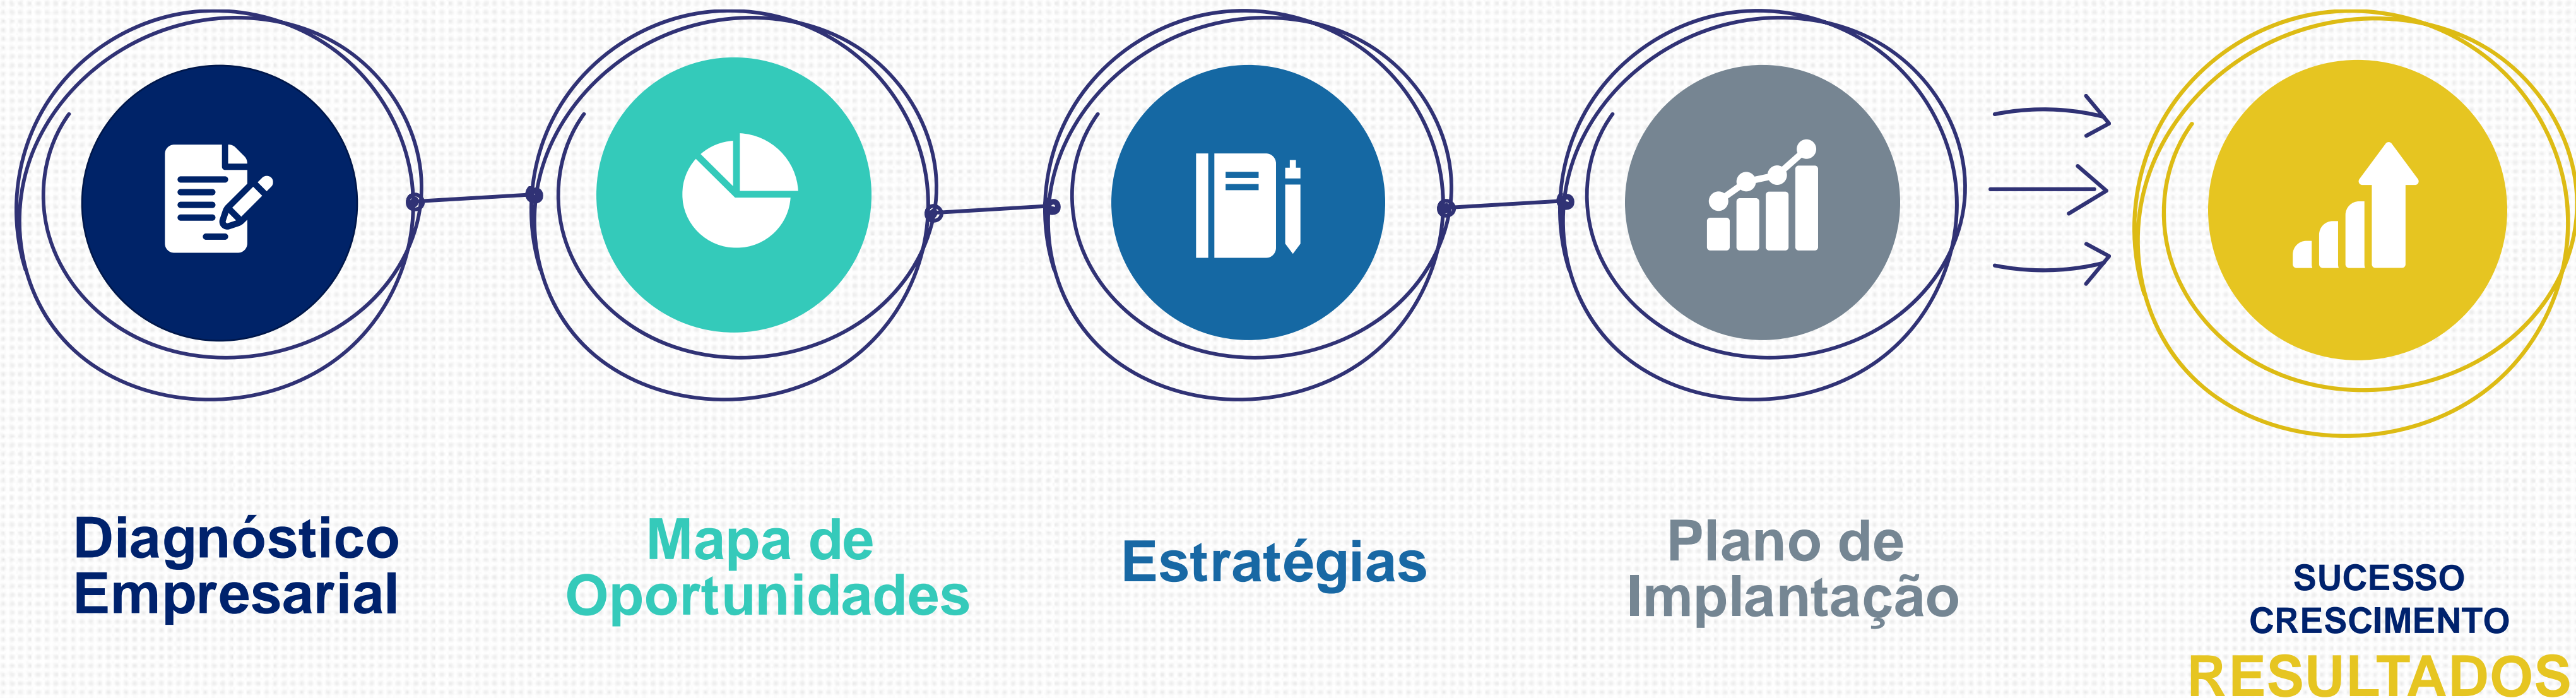 Diagnóstico
Empresarial
Mapa de
Oportunidades
Estratégias
Plano de
Implantação
SUCESSO
CRESCIMENTO
RESULTADOS